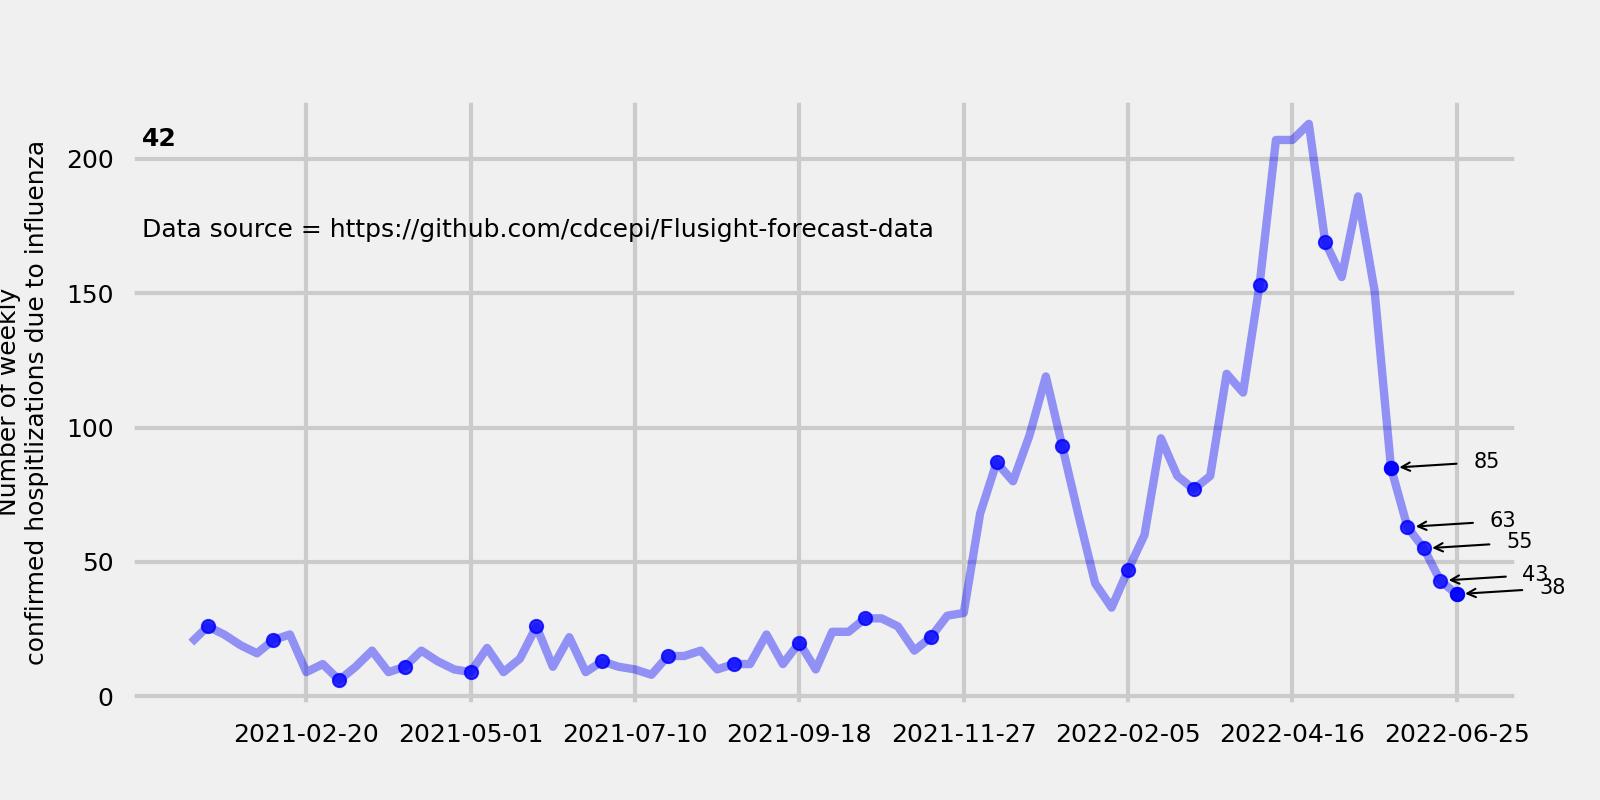 42
Data source = https://github.com/cdcepi/Flusight-forecast-data
Number of weekly
confirmed hospitilizations due to influenza
200
150
100
50
0
85
63
55
43
38
2021-02-20 2021-05-01 2021-07-10 2021-09-18 2021-11-27 2022-02-05 2022-04-16 2022-06-25